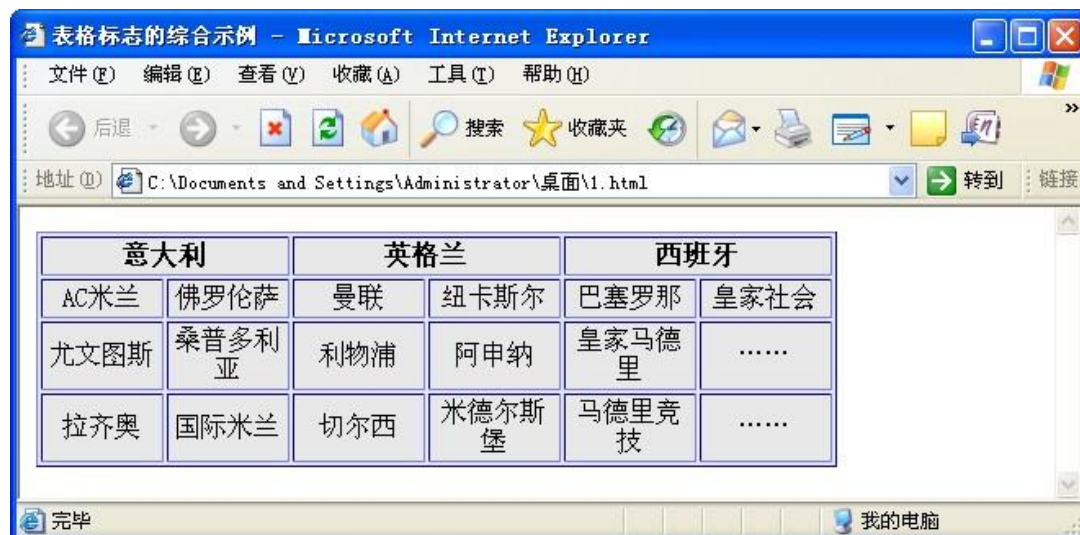 表格标志的综合示例 - Microsoft Internet Explorer
文件(F) 编辑(E) 查看(V) 收藏(A) 工具(T) 帮助(H)
后退 搜索 收藏夹 »
地址(D) C:\Documents and Settings\Administrator\桌面\1.html 转到 链接
意大利 英格兰 西班牙
AC米兰 佛罗伦萨 曼联 纽卡斯尔 巴塞罗那 皇家社会
尤文图斯 桑普多利亚 利物浦 阿申纳 皇家马德里 ……
拉齐奥 国际米兰 切尔西 米德尔斯堡 马德里竞技 ……
完毕 我的电脑